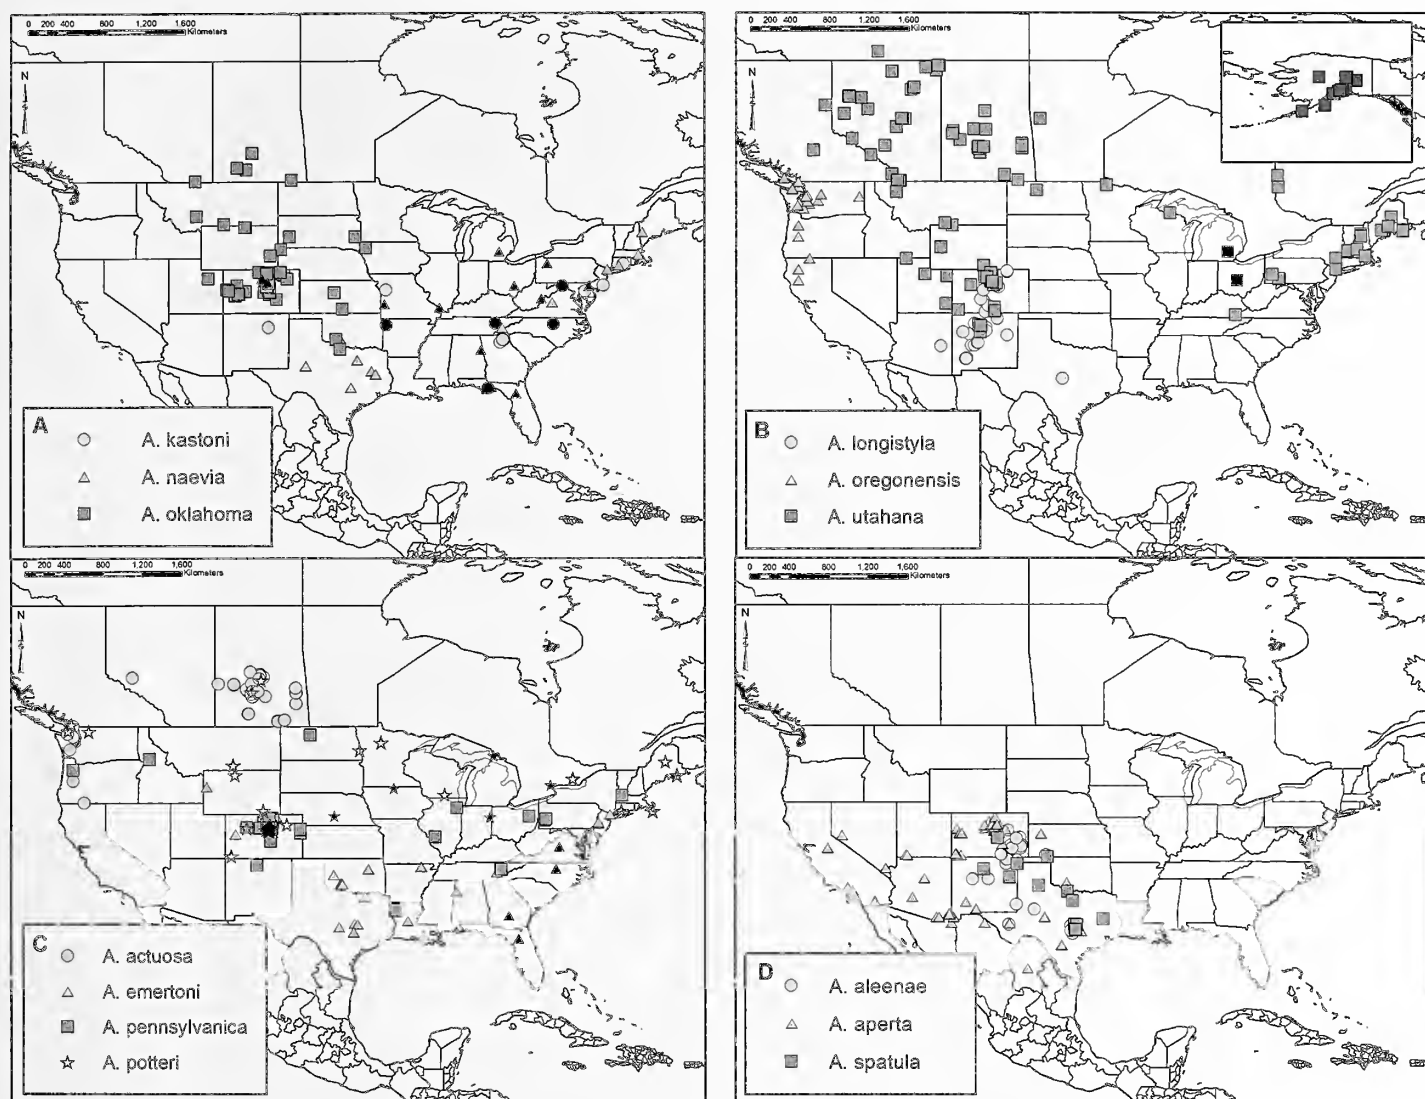 0 200 400 800 1,200 1,600
Kilometers
N
A
A. kastoni
A. naevia
A. oklahoma
0 200 400 800 1,200 1,600
Kilometers
B
A. longistyla
A. oregonensis
A. utahana
0 200 400 800 1,200 1,600
Kilometers
N
C
A. actuosa
A. emertoni
A. pennsylvanica
A. potteri
0 200 400 800 1,200 1,600
Kilometers
N
D
A. aleenae
A. aperta
A. spatula